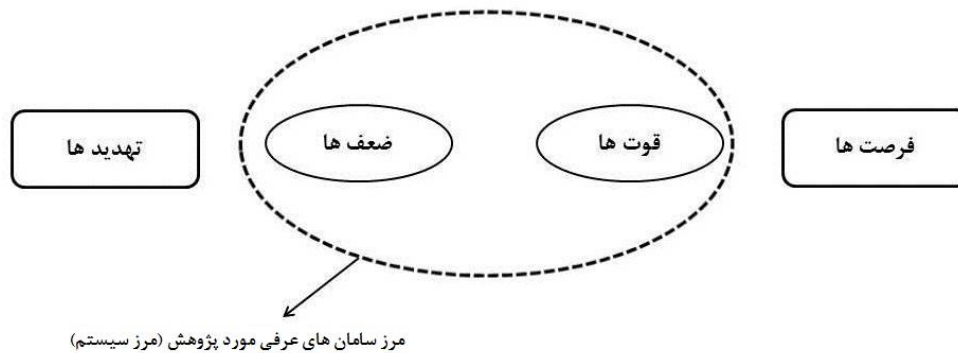 فرصت ها
قوت ها
ضعف ها
تهدید ها
مرز سامان های عرفی مورد پژوهش (مرز سیستم)